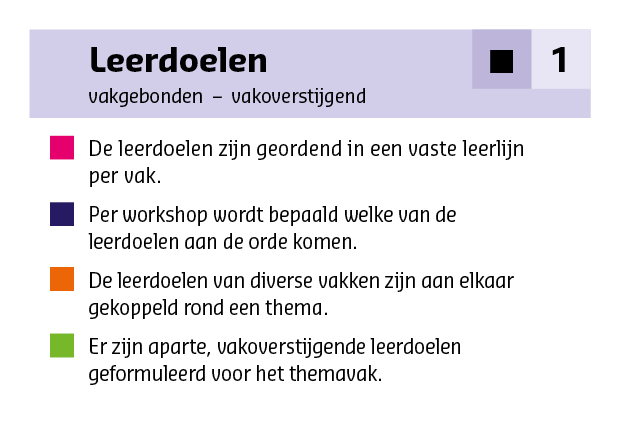 Leerdoelen
1
vakgebonden – vakoverstijgend
De leerdoelen zijn geordend in een vaste leerlijn
per vak.
Per workshop wordt bepaald welke van de
leerdoelen aan de orde komen.
De leerdoelen van diverse vakken zijn aan elkaar
gekoppeld rond een thema.
Er zijn aparte, vakoverstijgende leerdoelen
geformuleerd voor het themavak.